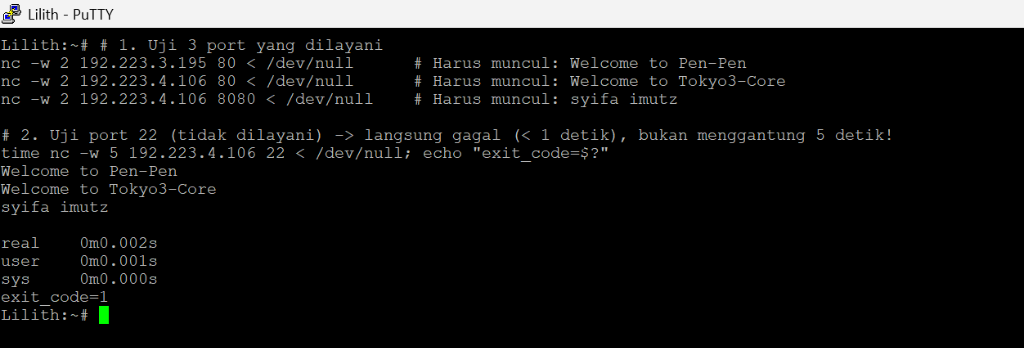 Lilith - PuTTY
Lilith:~# # 1. Uji 3 port yang dilayani
nc -w 2 192.223.3.195 80 < /dev/null      # Harus muncul: Welcome to Pen-Pen
nc -w 2 192.223.4.106 80 < /dev/null      # Harus muncul: Welcome to Tokyo3-Core
nc -w 2 192.223.4.106 8080 < /dev/null    # Harus muncul: syifa imutz
# 2. Uji port 22 (tidak dilayani) -> langsung gagal (< 1 detik), bukan menggantung 5 detik!
time nc -w 5 192.223.4.106 22 < /dev/null; echo "exit_code=$?"
Welcome to Pen-Pen
Welcome to Tokyo3-Core
syifa imutz
real    0m0.002s
user    0m0.001s
sys     0m0.000s
exit_code=1
Lilith:~#